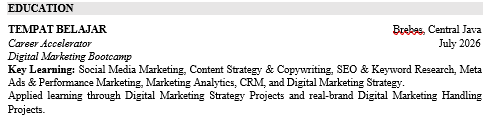 EDUCATION
TEMPAT BELAJAR Brebes, Central Java
Career Accelerator July 2026
Digital Marketing Bootcamp
Key Learning: Social Media Marketing, Content Strategy & Copywriting, SEO & Keyword Research, Meta
Ads & Performance Marketing, Marketing Analytics, CRM, and Digital Marketing Strategy.
Applied learning through Digital Marketing Strategy Projects and real-brand Digital Marketing Handling
Projects.